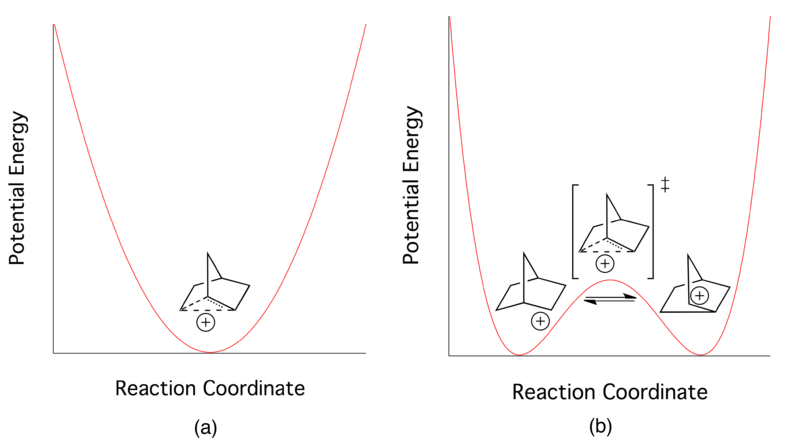 Potential Energy
+
Reaction Coordinate
(a)
Potential Energy
‡
+
+
+
Reaction Coordinate
(b)